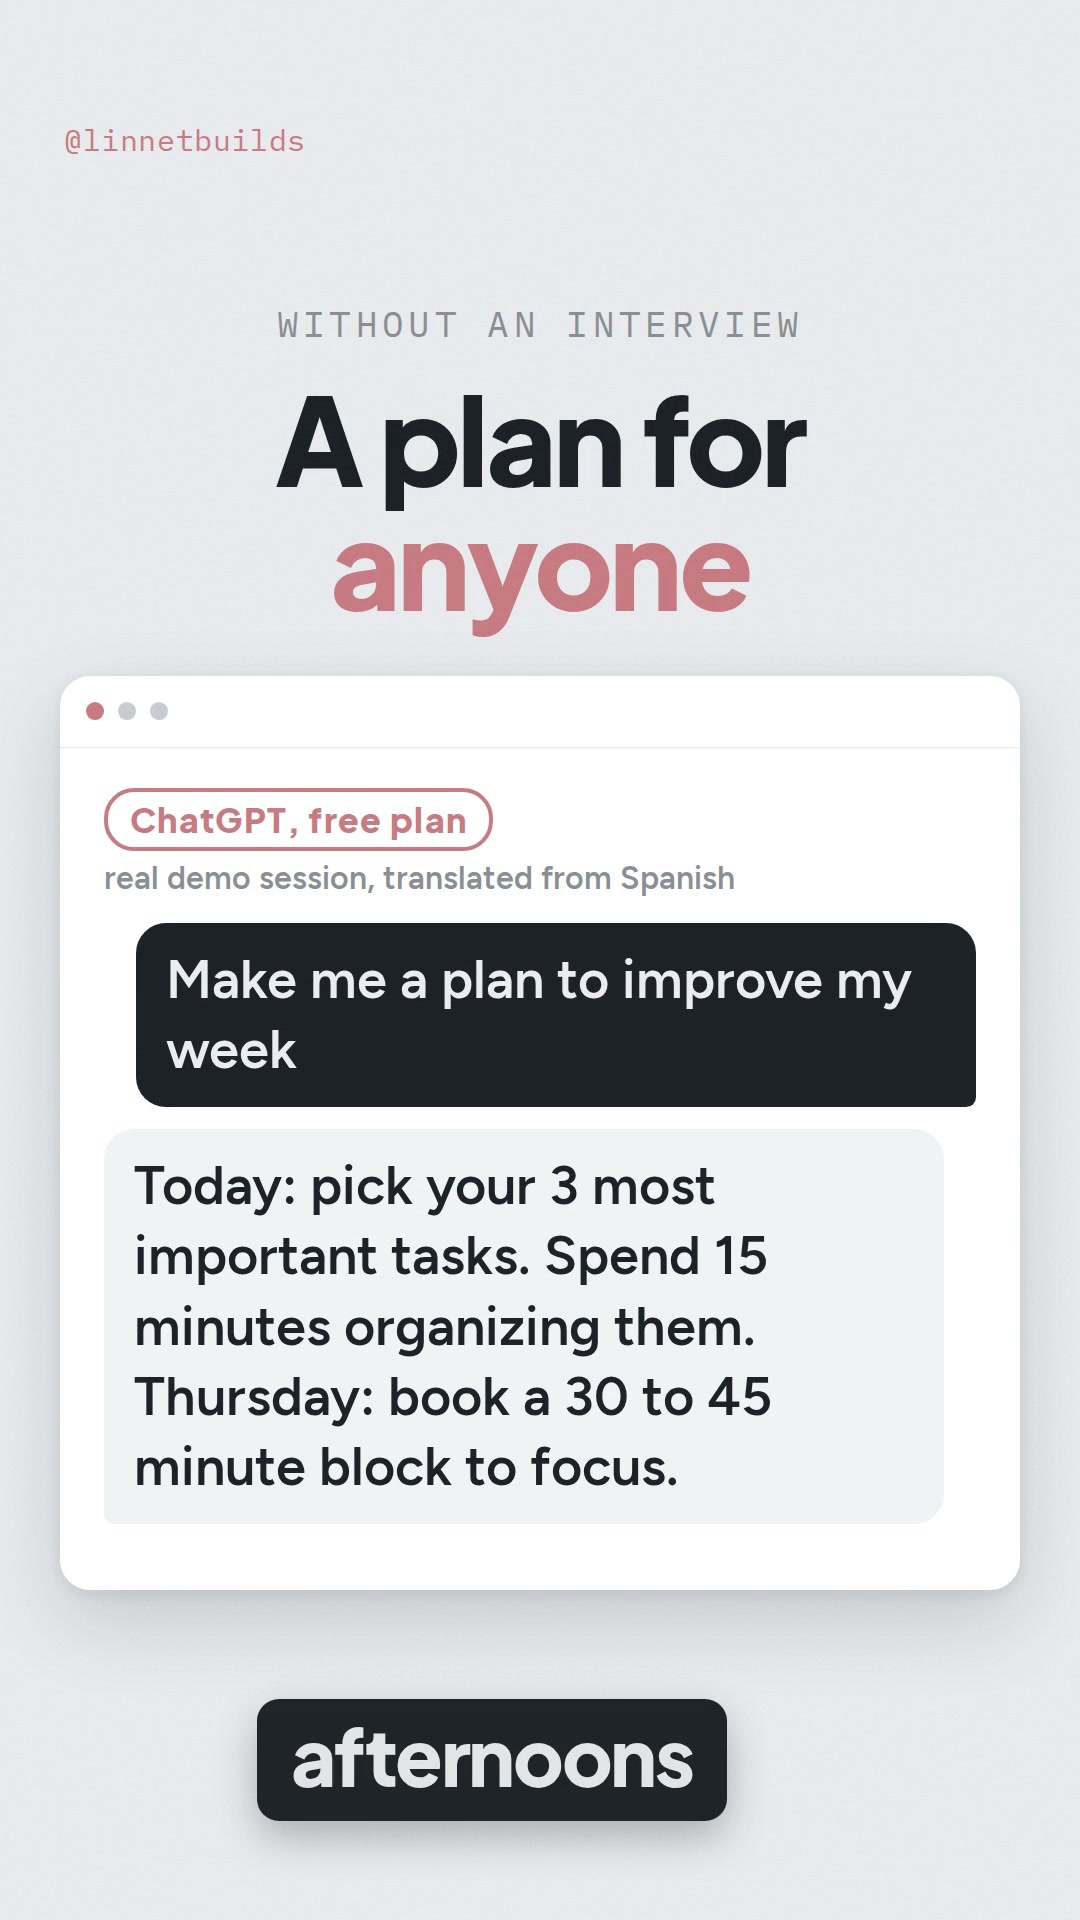 @linnetbuilds
WITHOUT AN INTERVIEW
A plan for
anyone
ChatGPT, free plan
real demo session, translated from Spanish
Make me a plan to improve my
week
Today: pick your 3 most
important tasks. Spend 15
minutes organizing them.
Thursday: book a 30 to 45
minute block to focus.
afternoons